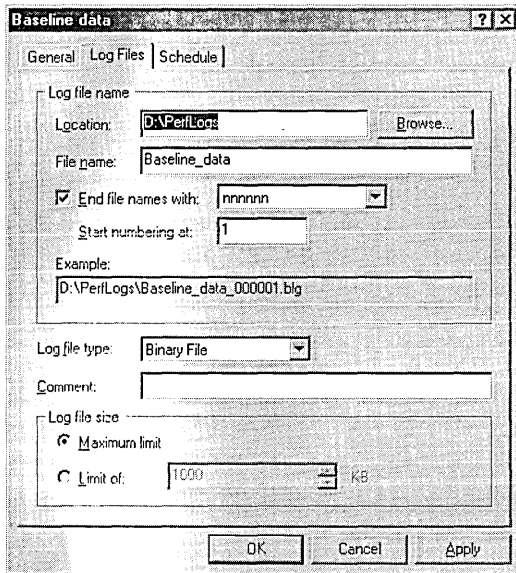 Baseline data
General Log Files Schedule
Log file name
Location: D:\PerfLogs Browse...
File name: Baseline_data
End file names with: nnnnnn
Start numbering at: 1
Example:
D:\PerfLogs\Baseline_data_000001.blg
Log file type: Binary File
Comment:
Log file size
Maximum limit
Limit of: 1000 KB
OK Cancel Apply